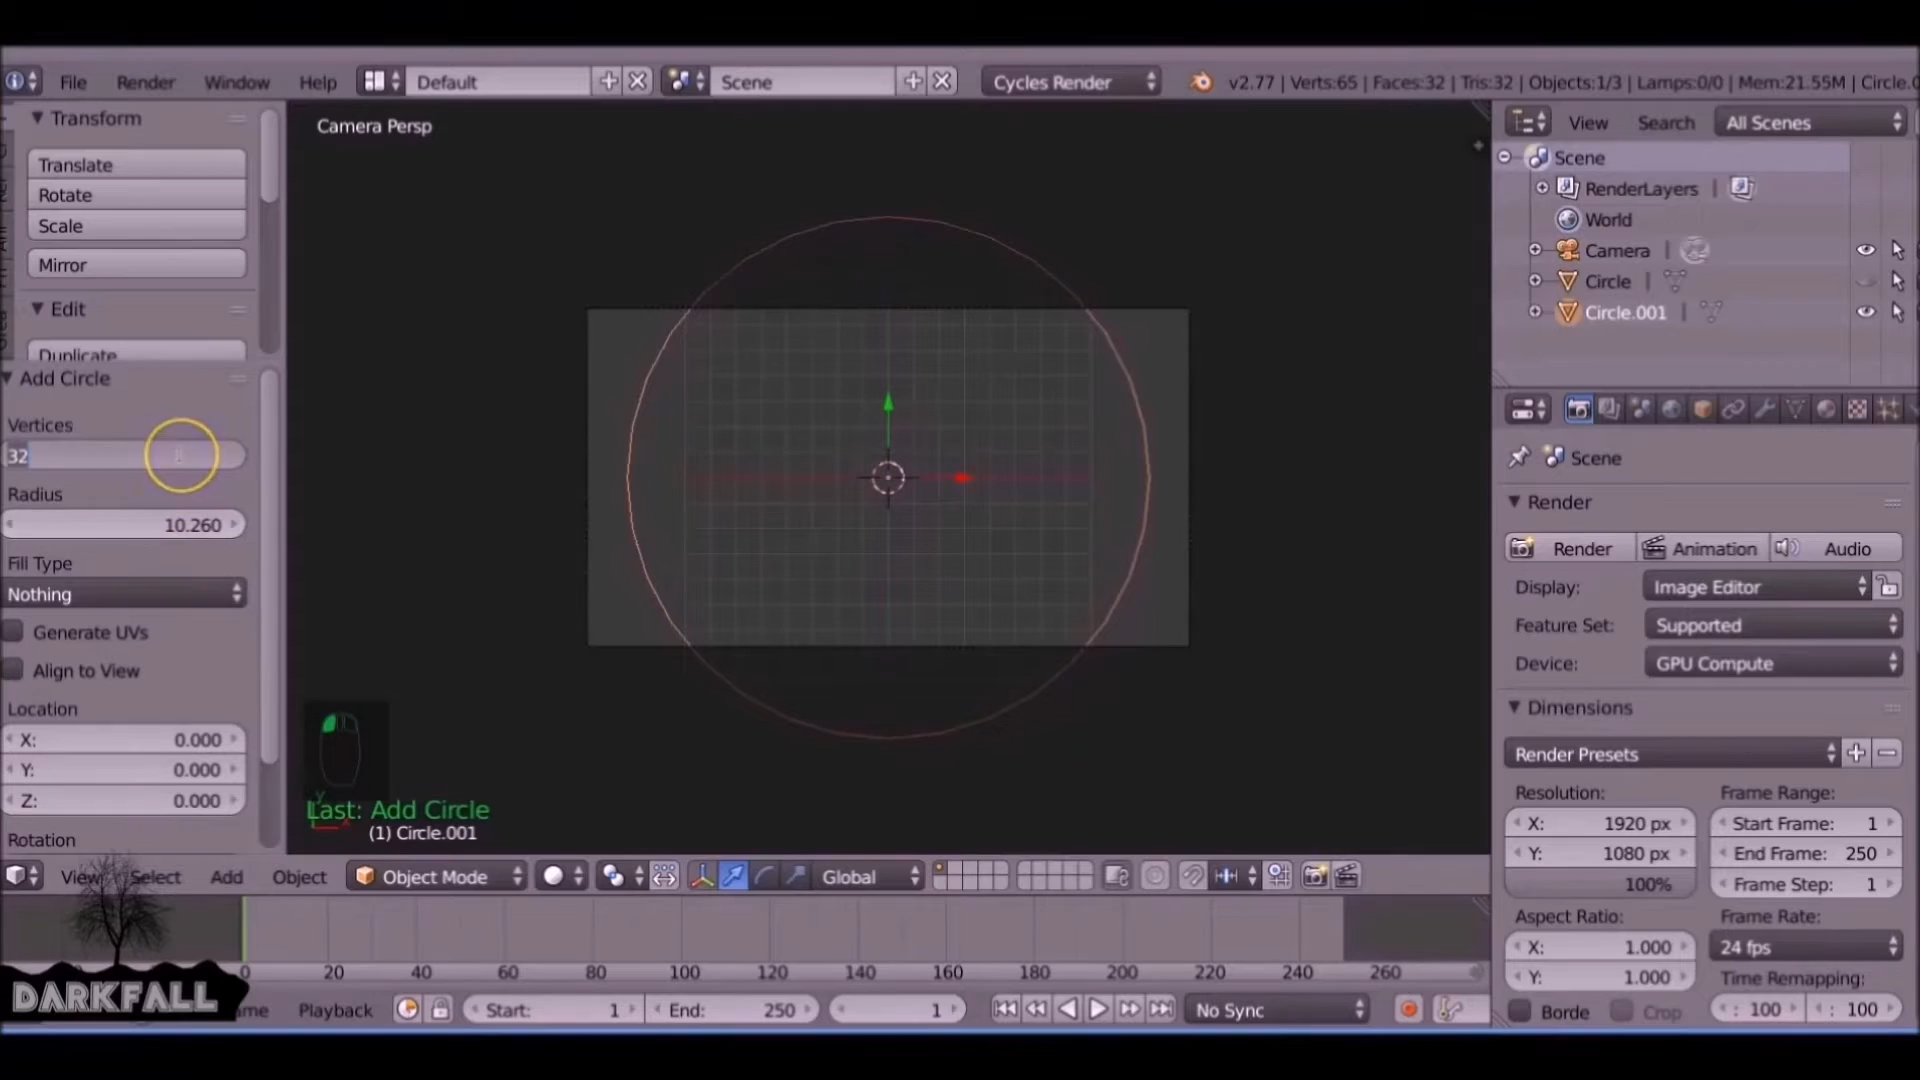 File Render Window Help Default Scene Cycles Render v2.77 | Verts:65 | Faces:32 | Tris:32 | Objects:1/3 | Lamps:0/0 | Mem:21.55M | Circle.0
Transform
Translate
Rotate
Scale
Mirror
Edit
Duplicate
Add Circle
Vertices
32
Radius
10.260
Fill Type
Nothing
Generate UVs
Align to View
Location
X: 0.000
Y: 0.000
Z: 0.000
Rotation
Camera Persp
Last: Add Circle
(1) Circle.001
View Search All Scenes
Scene
RenderLayers
World
Camera
Circle
Circle.001
Scene
Render
Render Animation Audio
Display: Image Editor
Feature Set: Supported
Device: GPU Compute
Dimensions
Render Presets
Resolution: Frame Range:
X: 1920 px Start Frame: 1
Y: 1080 px End Frame: 250
100% Frame Step: 1
Aspect Ratio: Frame Rate:
X: 1.000 24 fps
Y: 1.000 Time Remapping:
Borde Crop : 100 : 100
View Select Add Object Object Mode Global
0 20 40 60 80 100 120 140 160 180 200 220 240 260
DARKFALL
ame Playback Start: 1 End: 250 1 No Sync